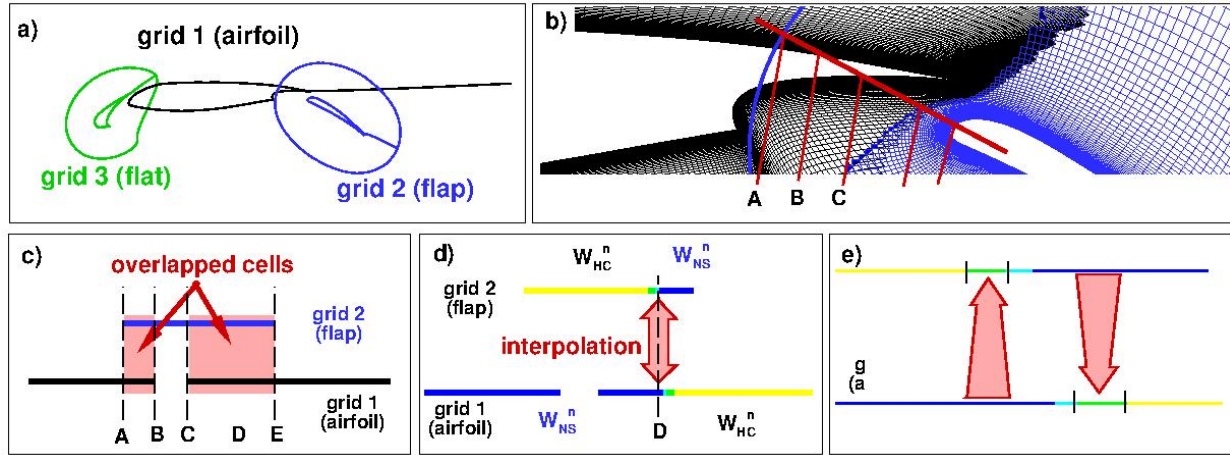 a)
grid 1 (airfoil)
grid 3 (flat)
grid 2 (flap)
b)
A B C
c)
overlapped cells
grid 2
(flap)
grid 1
(airfoil)
A B C D E
d)
W_HC^n W_NS^n
grid 2
(flap)
interpolation
grid 1
(airfoil)
W_NS^n
D
W_HC^n
e)
g
(a